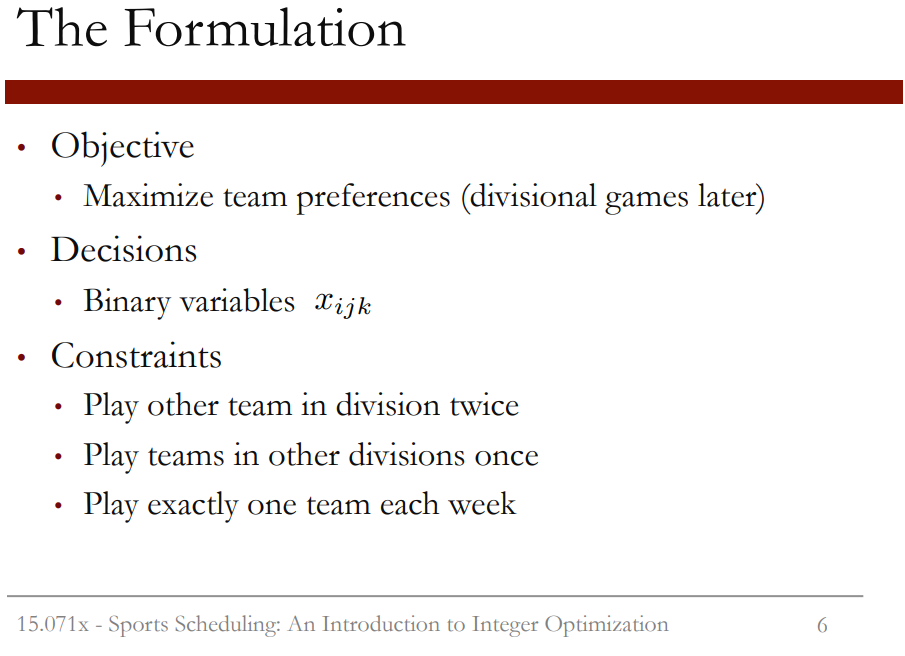 The Formulation
• Objective
• Maximize team preferences (divisional games later)
• Decisions
• Binary variables x_{ijk}
• Constraints
• Play other team in division twice
• Play teams in other divisions once
• Play exactly one team each week
15.071x - Sports Scheduling: An Introduction to Integer Optimization 6